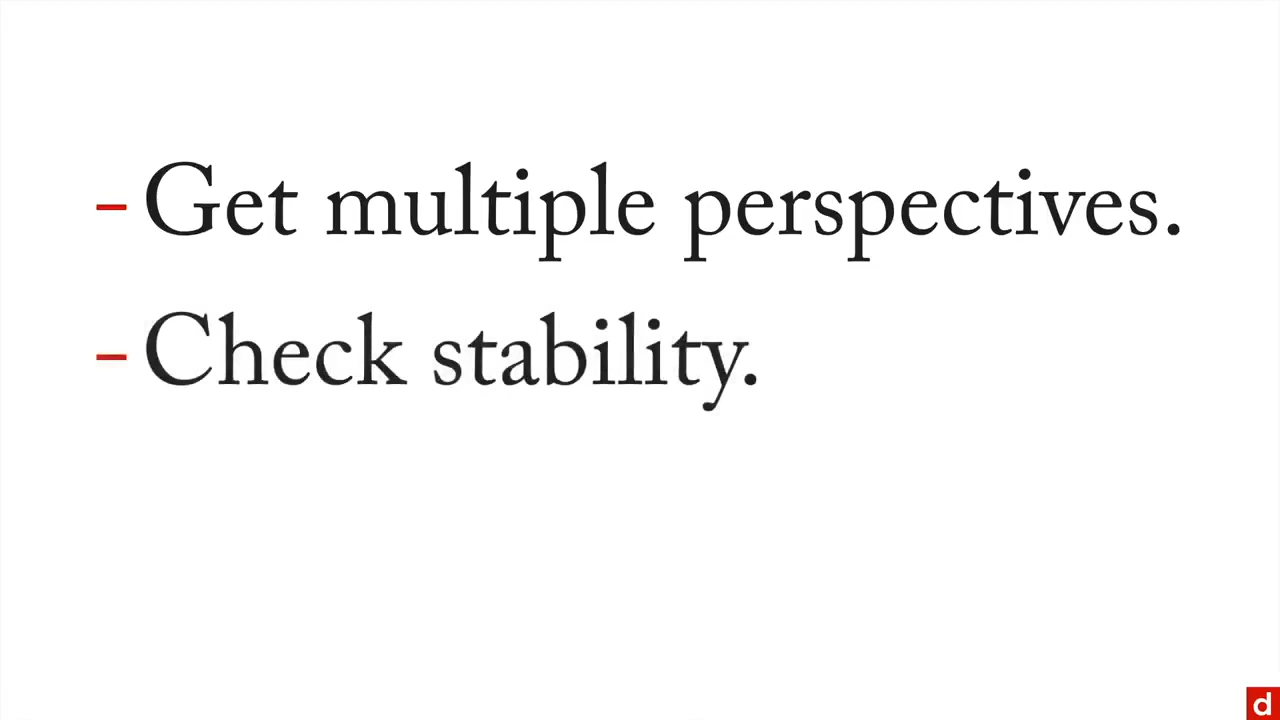 - Get multiple perspectives.
- Check stability.
d